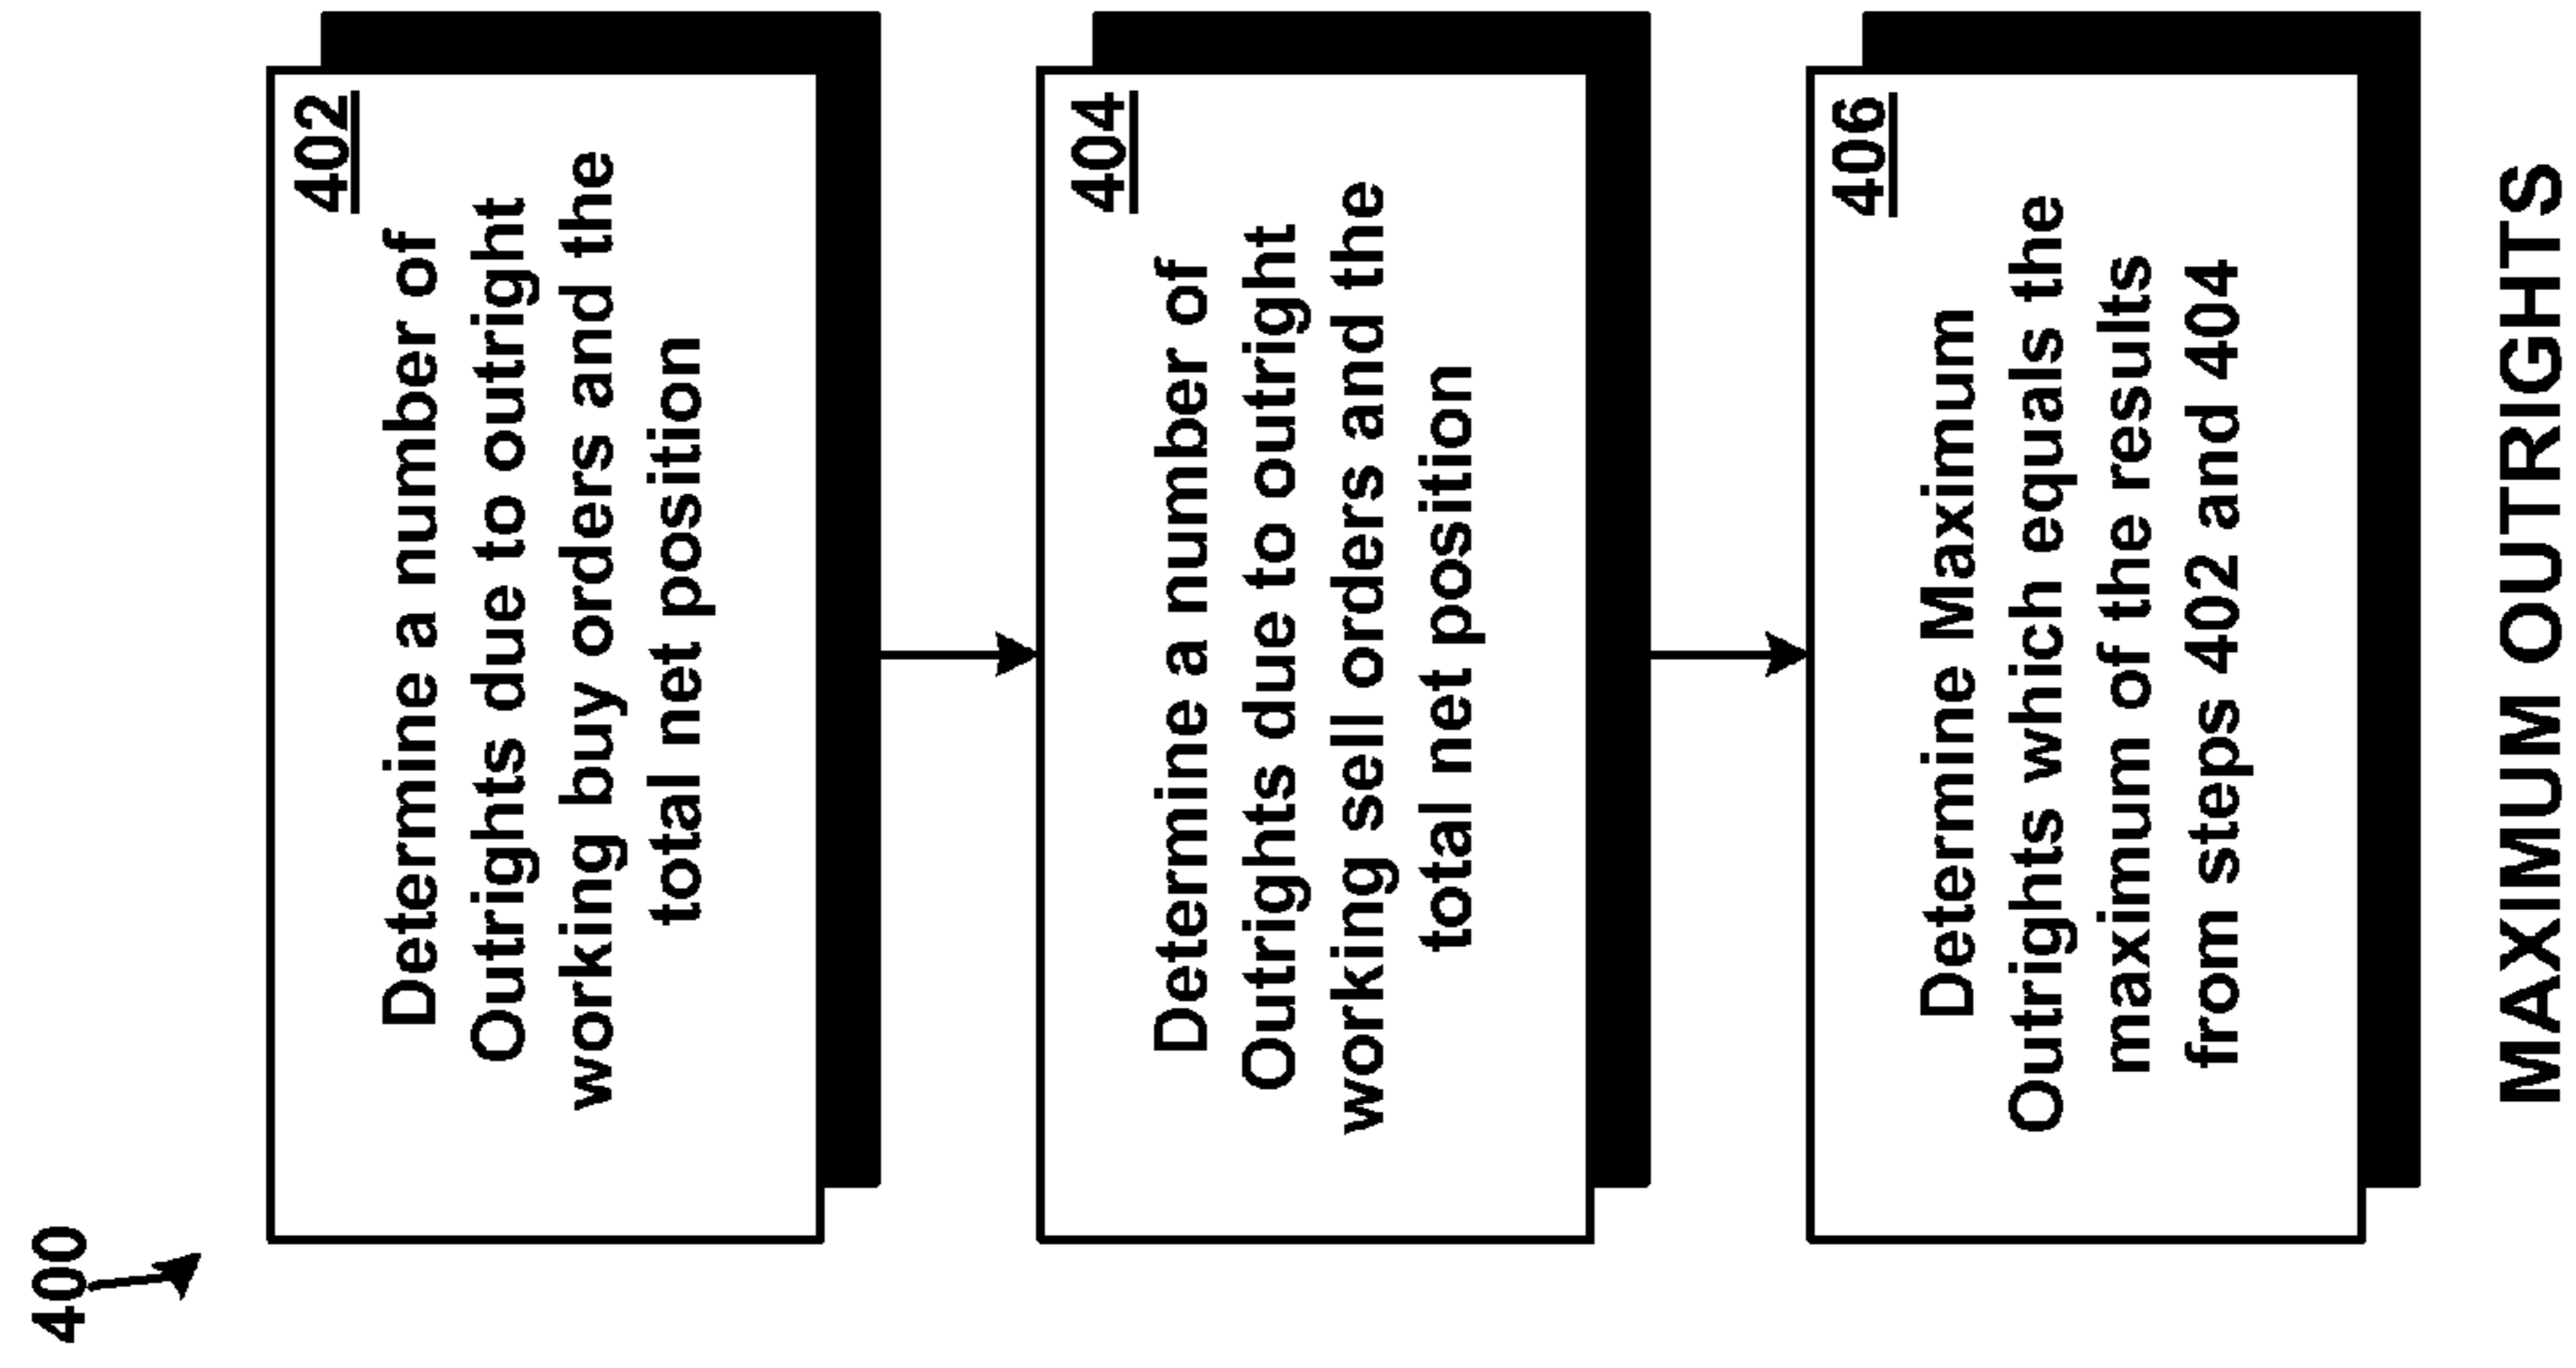 400
402
Determine a number of
Outrights due to outright
working buy orders and the
total net position
404
Determine a number of
Outrights due to outright
working sell orders and the
total net position
406
Determine Maximum
Outrights which equals the
maximum of the results
from steps 402 and 404
MAXIMUM OUTRIGHTS